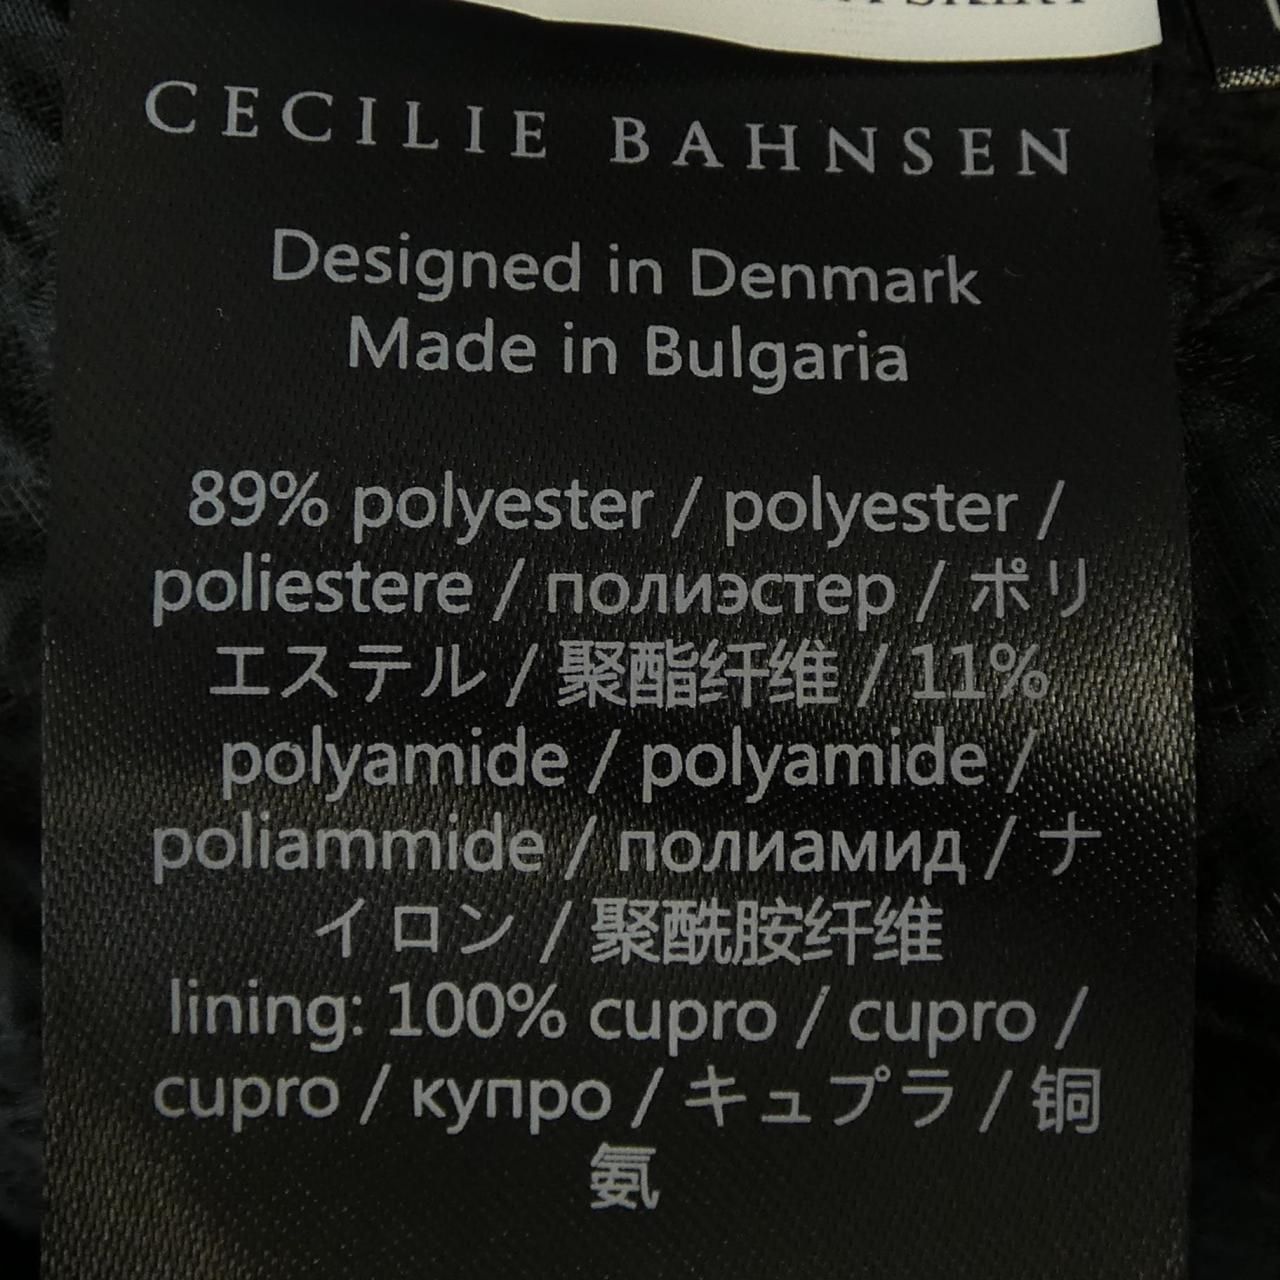 CECILIE BAHNSEN
Designed in Denmark
Made in Bulgaria
89% polyester / polyester /
poliestere / полиэстер / ポリ
エステル / 聚酯纤维 / 11%
polyamide / polyamide /
poliammide / полиамид / ナ
イロン / 聚酰胺纤维
lining: 100% cupro / cupro /
cupro / купро / キュプラ / 铜
氨